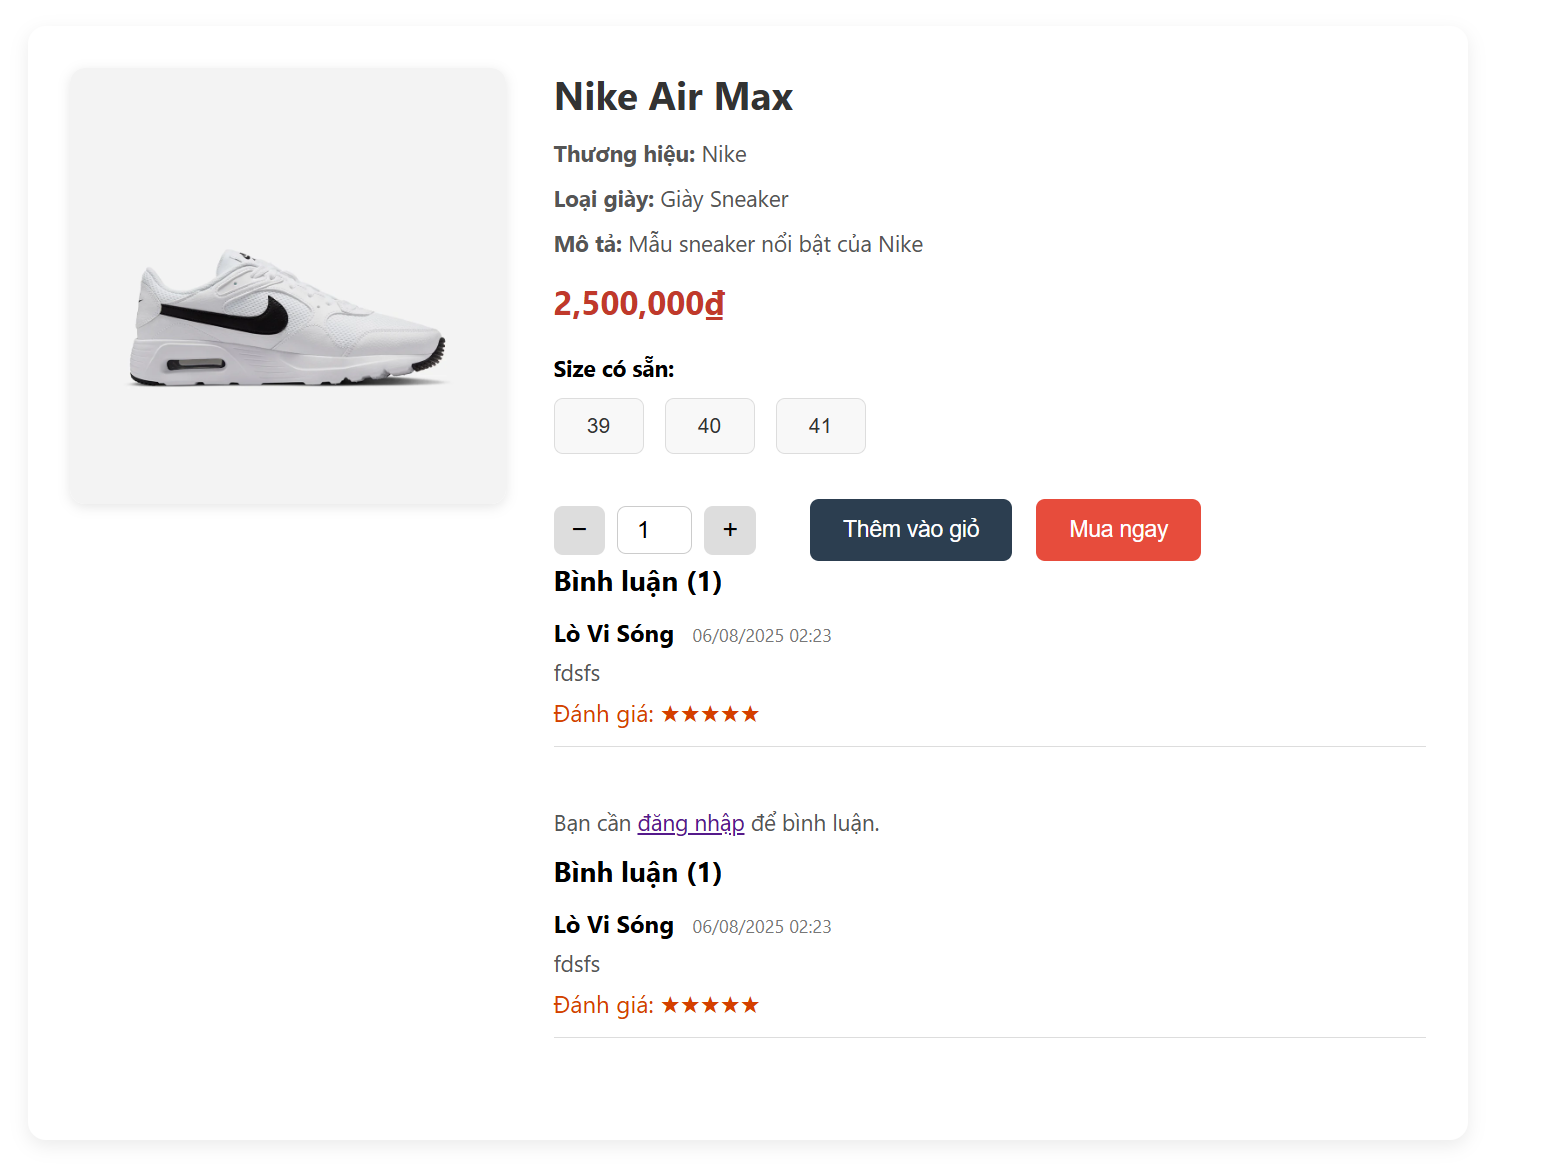 Nike Air Max
Thương hiệu: Nike
Loại giày: Giày Sneaker
Mô tả: Mẫu sneaker nổi bật của Nike
2,500,000₫
Size có sẵn:
39 40 41
− 1 + Thêm vào giỏ Mua ngay
Bình luận (1)
Lò Vi Sóng 06/08/2025 02:23
fdsfs
Đánh giá: ★★★★★
Bạn cần đăng nhập để bình luận.
Bình luận (1)
Lò Vi Sóng 06/08/2025 02:23
fdsfs
Đánh giá: ★★★★★